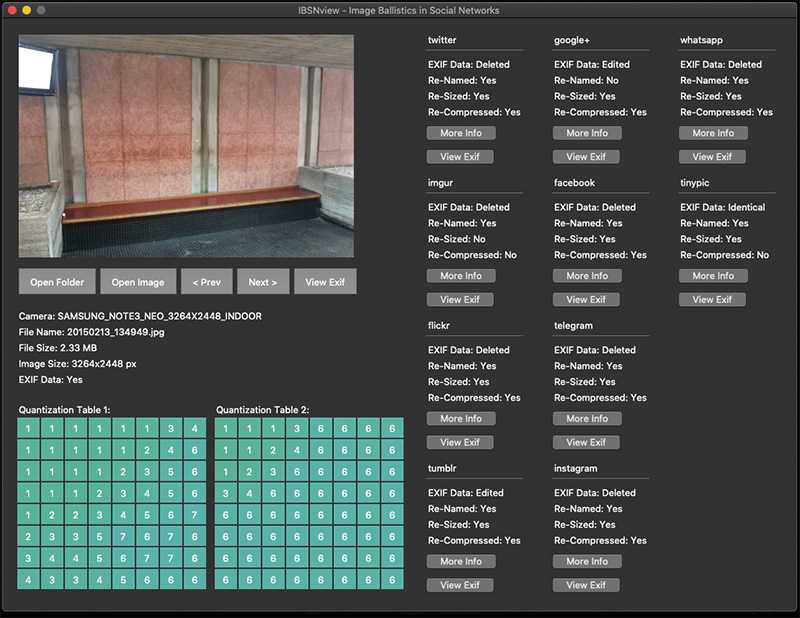 IBSNview - Image Ballistics in Social Networks
Open Folder
Open Image
< Prev
Next >
View Exif
Camera: SAMSUNG_NOTE3_NEO_3264X2448_INDOOR
File Name: 20150213_134949.jpg
File Size: 2.33 MB
Image Size: 3264x2448 px
EXIF Data: Yes
Quantization Table 1:
1 1 1 1 1 1 3 4
1 1 1 1 1 2 4 6
1 1 1 1 2 3 5 6
1 1 1 2 3 4 5 6
1 2 2 3 4 5 6 7
2 3 3 5 7 6 7 6
3 4 4 5 6 7 7 6
4 3 3 4 5 6 6 6
Quantization Table 2:
1 1 1 3 6 6 6 6
1 1 2 4 6 6 6 6
1 2 3 6 6 6 6 6
3 4 6 6 6 6 6 6
6 6 6 6 6 6 6 6
6 6 6 6 6 6 6 6
6 6 6 6 6 6 6 6
6 6 6 6 6 6 6 6
twitter
EXIF Data: Deleted
Re-Named: Yes
Re-Sized: Yes
Re-Compressed: Yes
More Info
View Exif
google+
EXIF Data: Edited
Re-Named: No
Re-Sized: Yes
Re-Compressed: Yes
More Info
View Exif
whatsapp
EXIF Data: Deleted
Re-Named: Yes
Re-Sized: Yes
Re-Compressed: Yes
More Info
View Exif
imgur
EXIF Data: Deleted
Re-Named: Yes
Re-Sized: No
Re-Compressed: No
More Info
View Exif
facebook
EXIF Data: Deleted
Re-Named: Yes
Re-Sized: Yes
Re-Compressed: Yes
More Info
View Exif
tinypic
EXIF Data: Identical
Re-Named: Yes
Re-Sized: Yes
Re-Compressed: No
More Info
View Exif
flickr
EXIF Data: Deleted
Re-Named: Yes
Re-Sized: Yes
Re-Compressed: Yes
More Info
View Exif
telegram
EXIF Data: Deleted
Re-Named: Yes
Re-Sized: Yes
Re-Compressed: Yes
More Info
View Exif
tumblr
EXIF Data: Edited
Re-Named: Yes
Re-Sized: Yes
Re-Compressed: Yes
More Info
View Exif
instagram
EXIF Data: Deleted
Re-Named: Yes
Re-Sized: Yes
Re-Compressed: Yes
More Info
View Exif